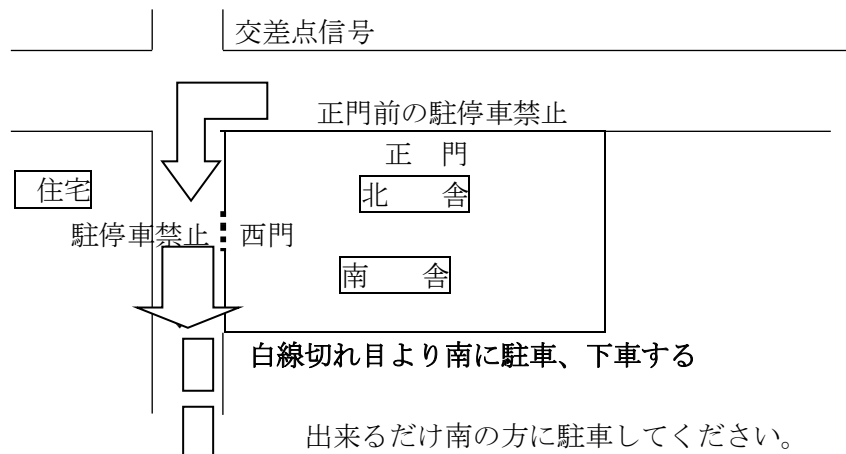 交差点信号
正門前の駐停車禁止
正 門
北 舎
住宅
駐停車禁止 西門
南 舎
白線切れ目より南に駐車、下車する
出来るだけ南の方に駐車してください。